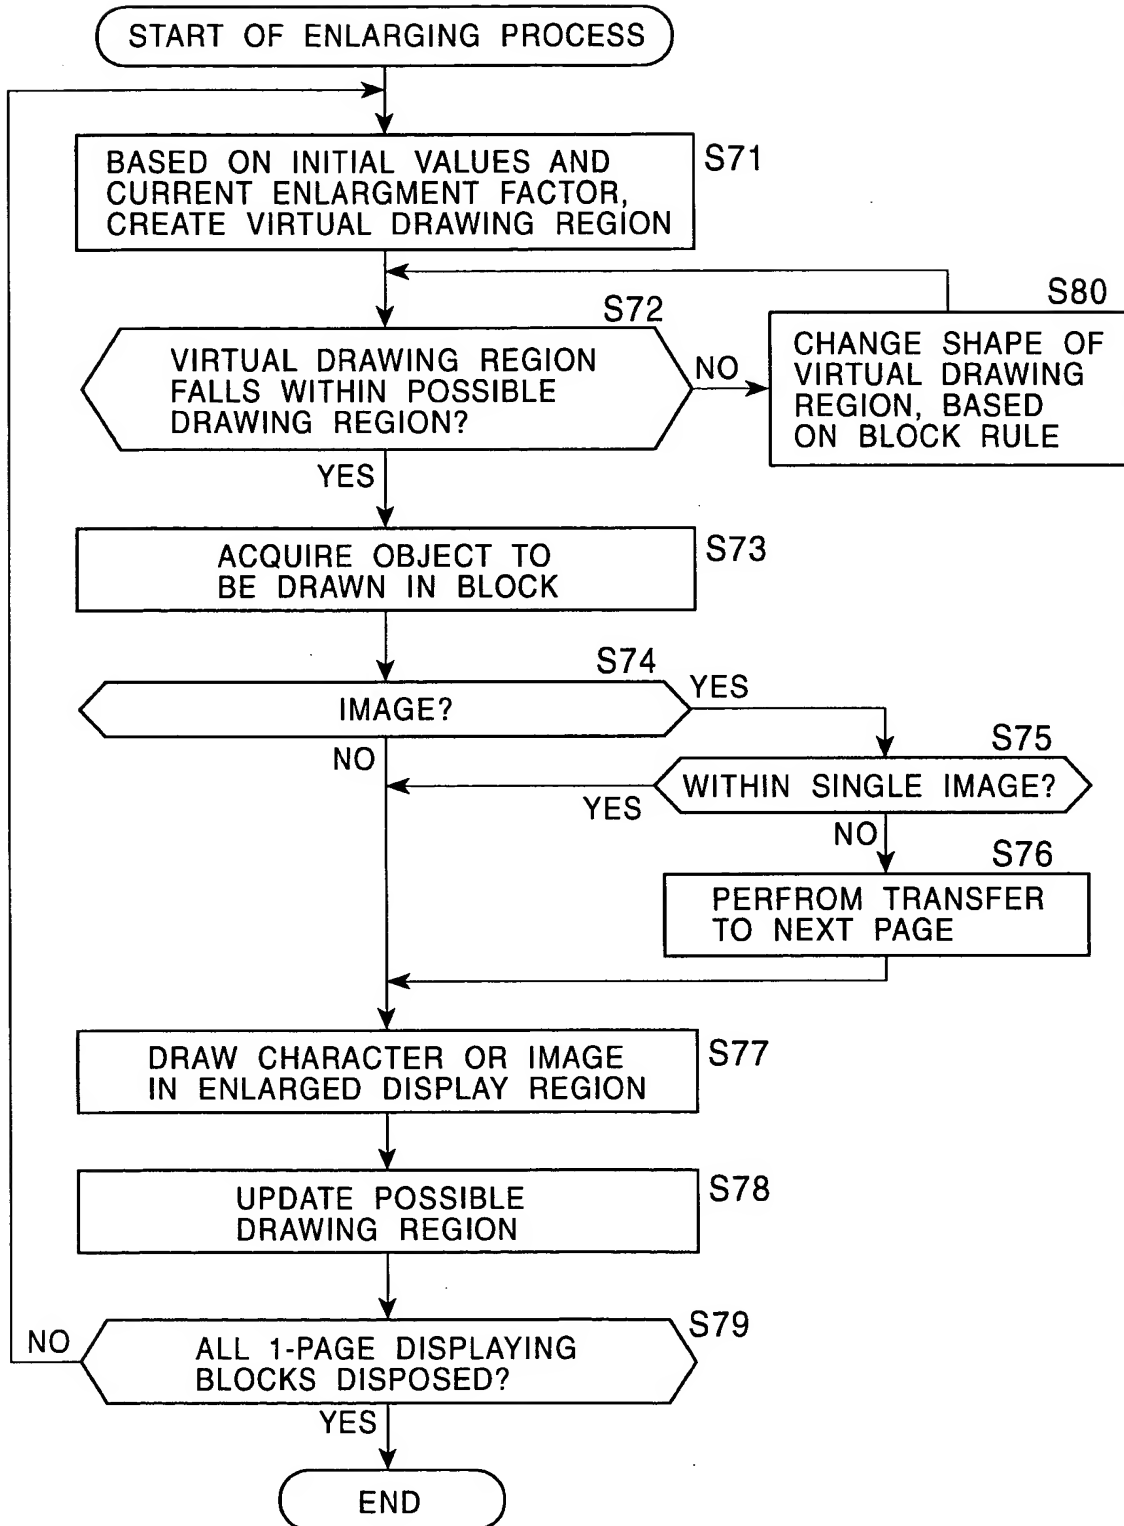 START OF ENLARGING PROCESS
BASED ON INITIAL VALUES AND
CURRENT ENLARGMENT FACTOR,
CREATE VIRTUAL DRAWING REGION
S71
S72
VIRTUAL DRAWING REGION
FALLS WITHIN POSSIBLE
DRAWING REGION?
NO
YES
S80
CHANGE SHAPE OF
VIRTUAL DRAWING
REGION, BASED
ON BLOCK RULE
ACQUIRE OBJECT TO
BE DRAWN IN BLOCK
S73
S74
IMAGE?
YES
NO
S75
WITHIN SINGLE IMAGE?
YES
NO
S76
PERFROM TRANSFER
TO NEXT PAGE
DRAW CHARACTER OR IMAGE
IN ENLARGED DISPLAY REGION
S77
UPDATE POSSIBLE
DRAWING REGION
S78
S79
ALL 1-PAGE DISPLAYING
BLOCKS DISPOSED?
NO
YES
END